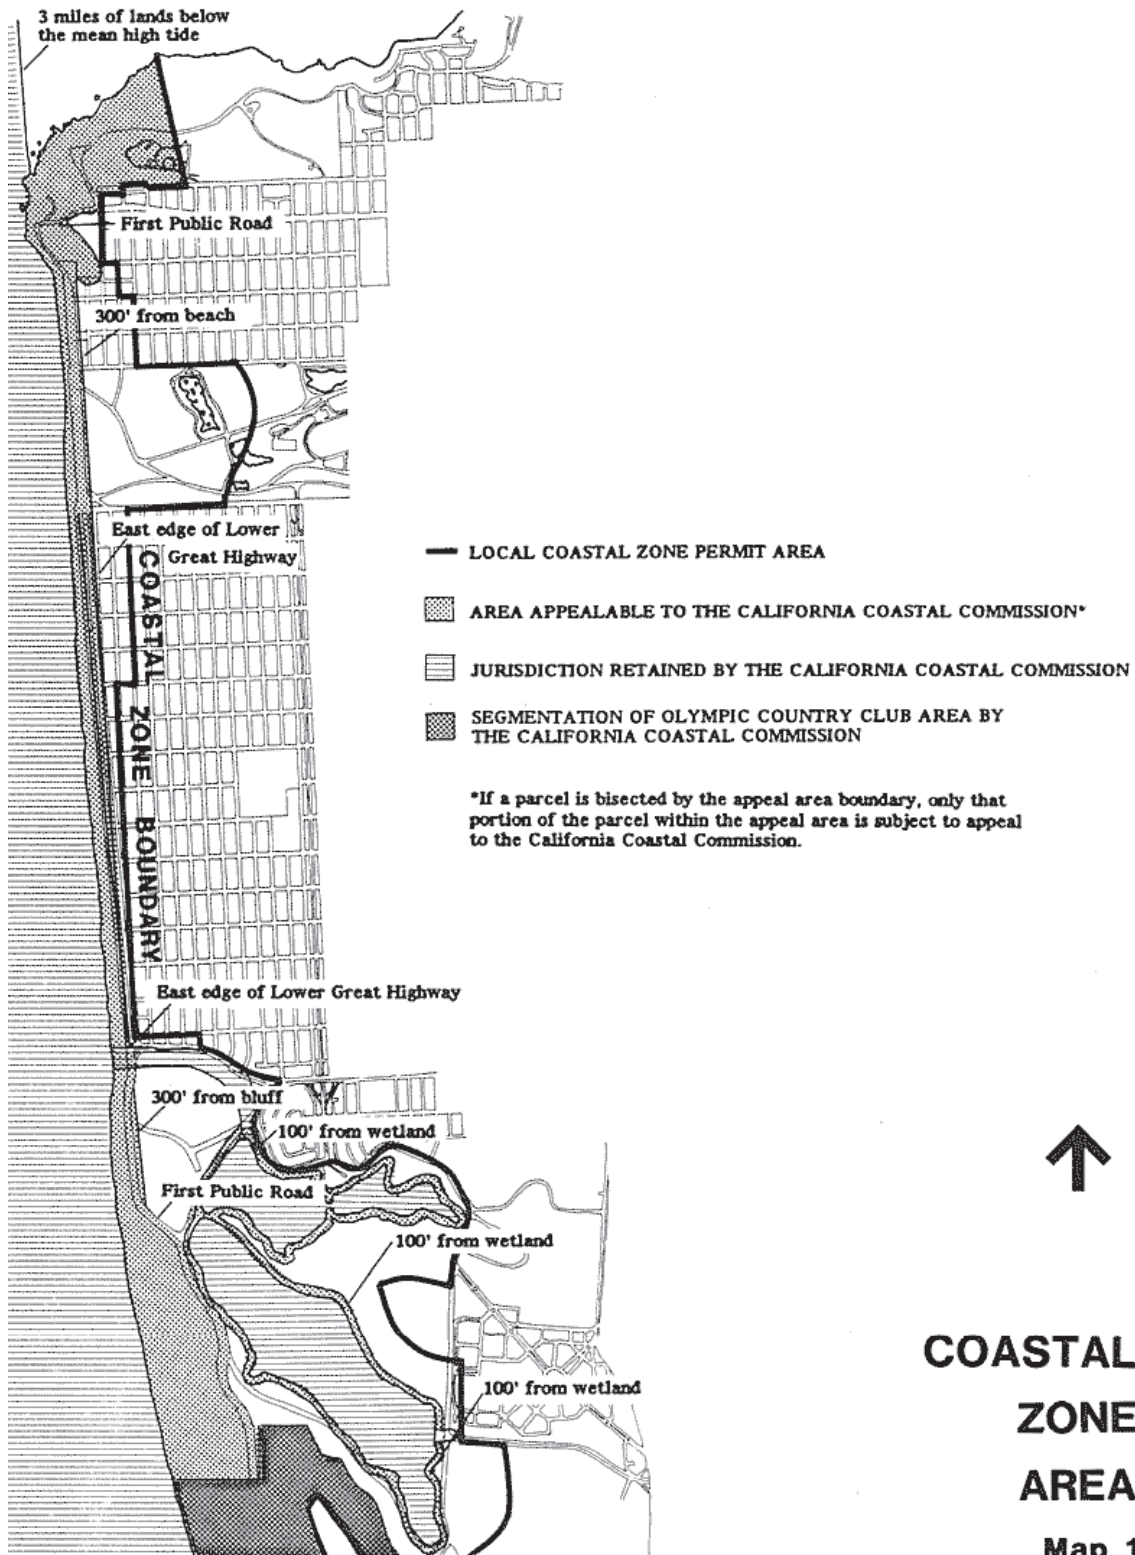 3 miles of lands below
the mean high tide
First Public Road
300' from beach
East edge of Lower
Great Highway
COASTAL ZONE BOUNDARY
LOCAL COASTAL ZONE PERMIT AREA
AREA APPEALABLE TO THE CALIFORNIA COASTAL COMMISSION*
JURISDICTION RETAINED BY THE CALIFORNIA COASTAL COMMISSION
SEGMENTATION OF OLYMPIC COUNTRY CLUB AREA BY
THE CALIFORNIA COASTAL COMMISSION
*If a parcel is bisected by the appeal area boundary, only that
portion of the parcel within the appeal area is subject to appeal
to the California Coastal Commission.
East edge of Lower Great Highway
300' from bluff
100' from wetland
First Public Road
100' from wetland
100' from wetland
COASTAL
ZONE
AREA
Map 1